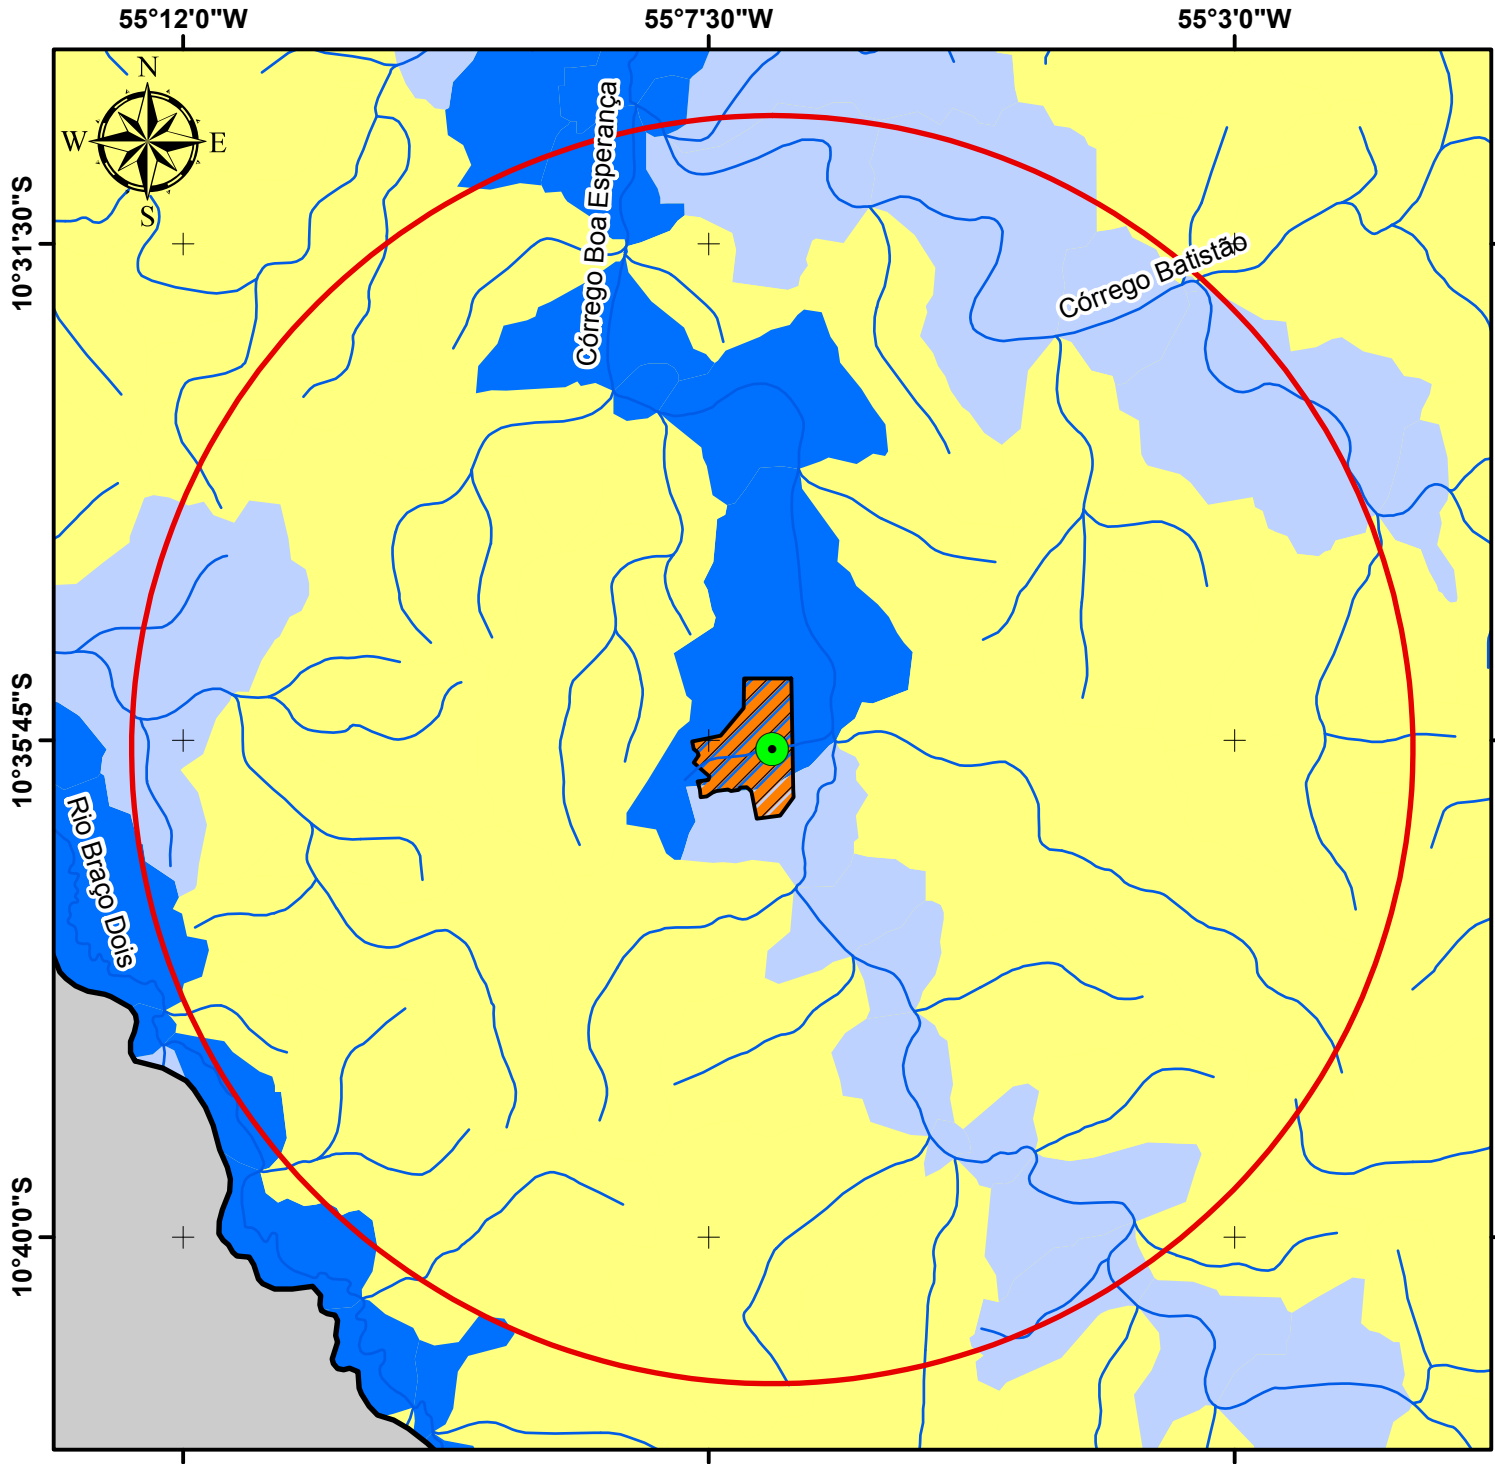 55°12'0"W
55°7'30"W
55°3'0"W
N
W
E
S
10°31'30"S
10°35'45"S
10°40'0"S
Córrego Boa Esperança
Córrego Batistão
Rio Braço Dois